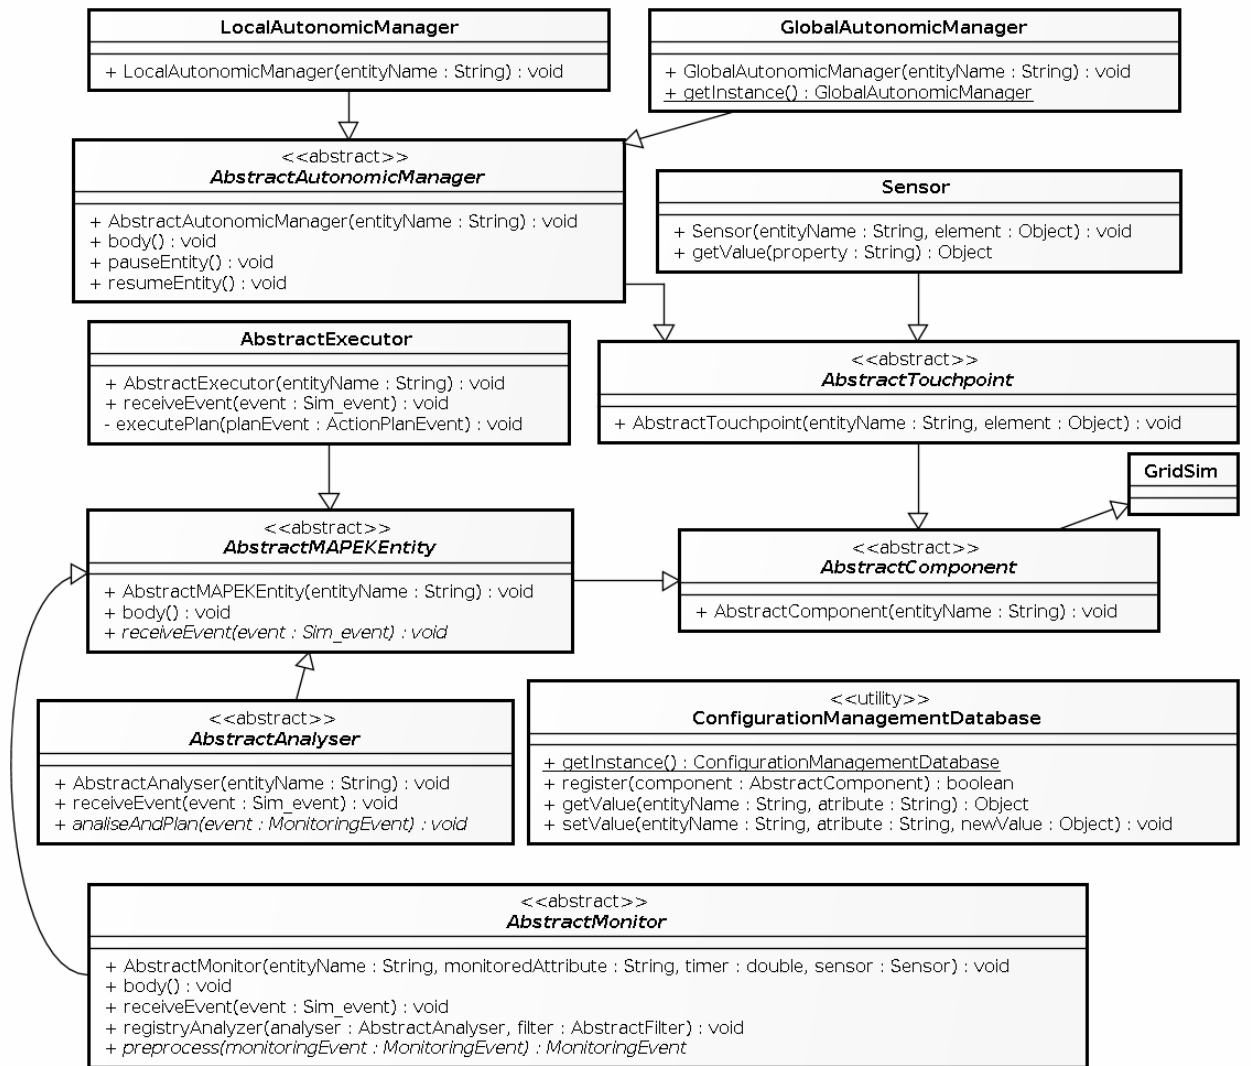 LocalAutonomicManager
+ LocalAutonomicManager(entityName : String) : void
GlobalAutonomicManager
+ GlobalAutonomicManager(entityName : String) : void
+ getInstance() : GlobalAutonomicManager
<<abstract>>
AbstractAutonomicManager
+ AbstractAutonomicManager(entityName : String) : void
+ body() : void
+ pauseEntity() : void
+ resumeEntity() : void
Sensor
+ Sensor(entityName : String, element : Object) : void
+ getValue(property : String) : Object
AbstractExecutor
+ AbstractExecutor(entityName : String) : void
+ receiveEvent(event : Sim_event) : void
- executePlan(planEvent : ActionPlanEvent) : void
<<abstract>>
AbstractTouchpoint
+ AbstractTouchpoint(entityName : String, element : Object) : void
GridSim
<<abstract>>
AbstractMAPEKEntity
+ AbstractMAPEKEntity(entityName : String) : void
+ body() : void
+ receiveEvent(event : Sim_event) : void
<<abstract>>
AbstractComponent
+ AbstractComponent(entityName : String) : void
<<abstract>>
AbstractAnalyser
+ AbstractAnalyser(entityName : String) : void
+ receiveEvent(event : Sim_event) : void
+ analiseAndPlan(event : MonitoringEvent) : void
<<utility>>
ConfigurationManagementDatabase
+ getInstance() : ConfigurationManagementDatabase
+ register(component : AbstractComponent) : boolean
+ getValue(entityName : String, atribute : String) : Object
+ setValue(entityName : String, atribute : String, newValue : Object) : void
<<abstract>>
AbstractMonitor
+ AbstractMonitor(entityName : String, monitoredAttribute : String, timer : double, sensor : Sensor) : void
+ body() : void
+ receiveEvent(event : Sim_event) : void
+ registryAnalyzer(analyser : AbstractAnalyser, filter : AbstractFilter) : void
+ preprocess(monitoringEvent : MonitoringEvent) : MonitoringEvent